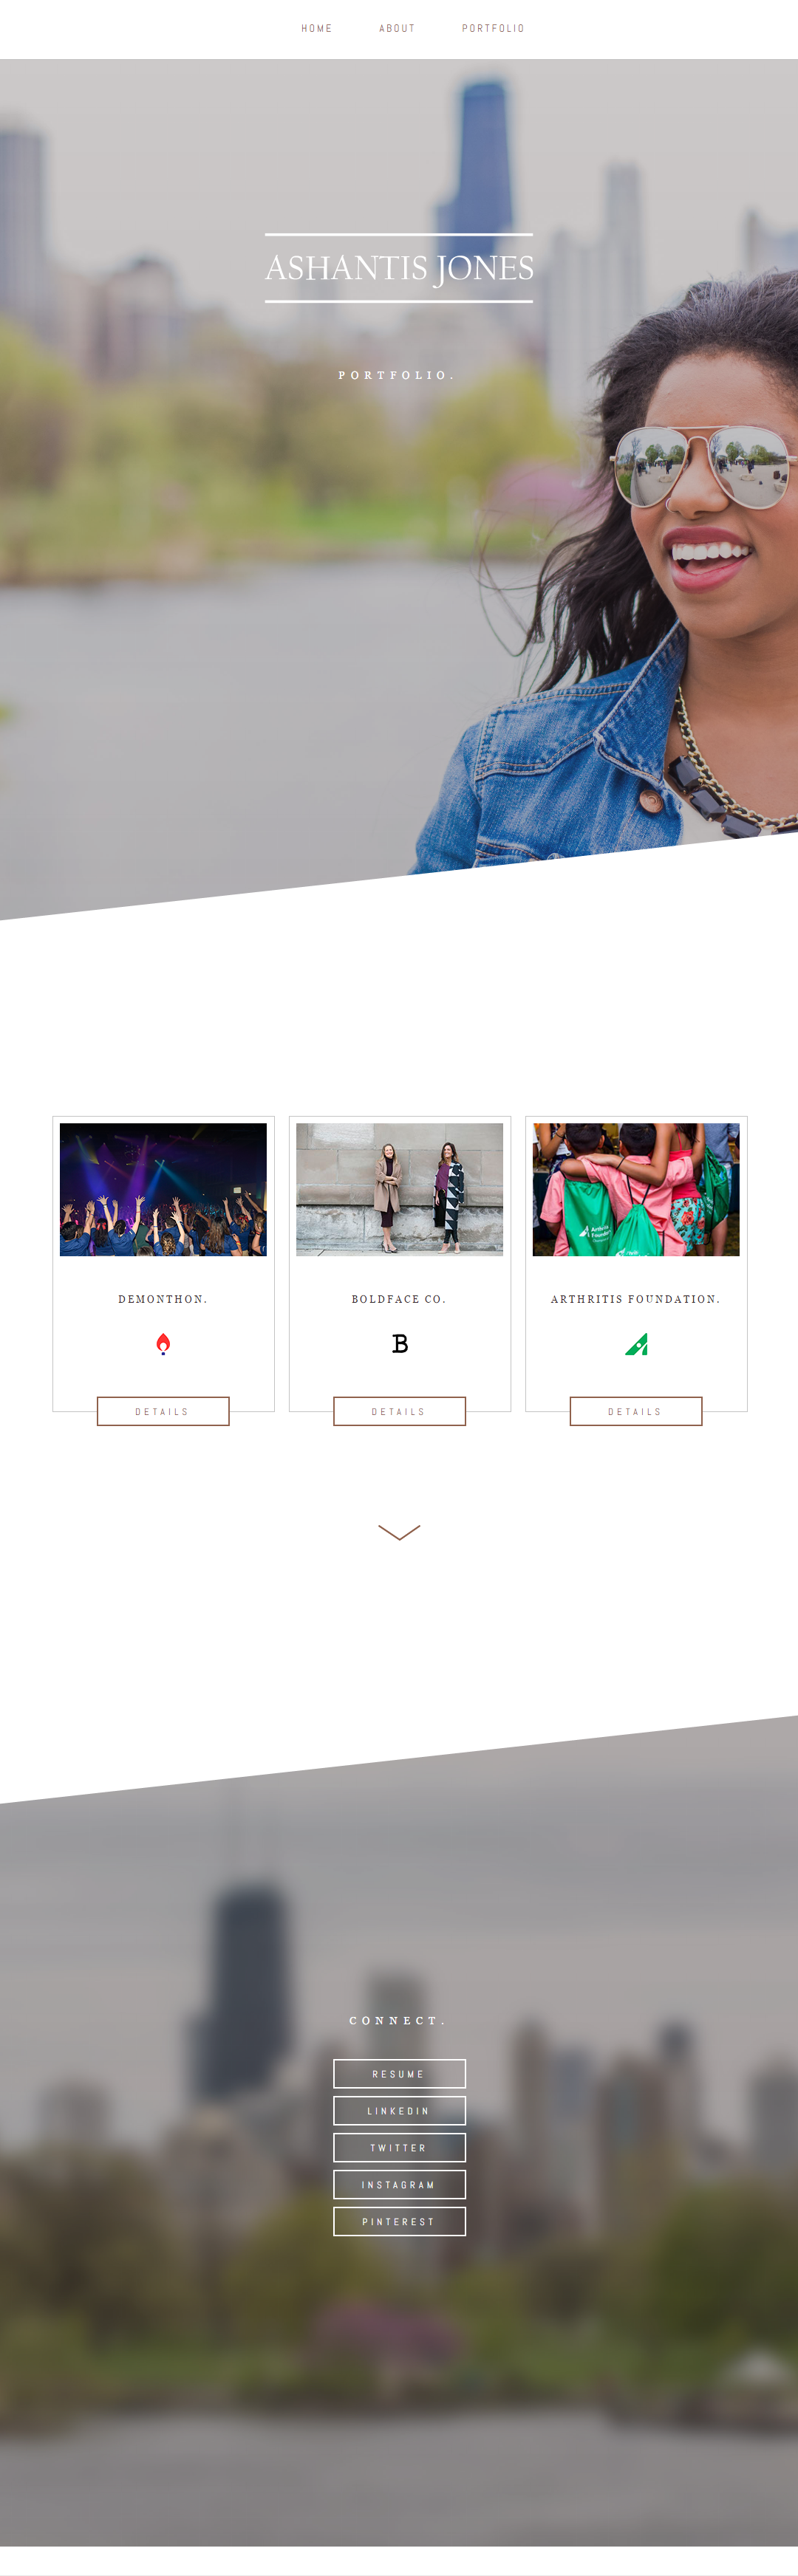 HOME ABOUT PORTFOLIO
ASHANTIS JONES
PORTFOLIO.
DEMONTHON.
BOLDFACE CO.
ARTHRITIS FOUNDATION.
B
DETAILS
DETAILS
DETAILS
CONNECT.
RESUME
LINKEDIN
TWITTER
INSTAGRAM
PINTEREST